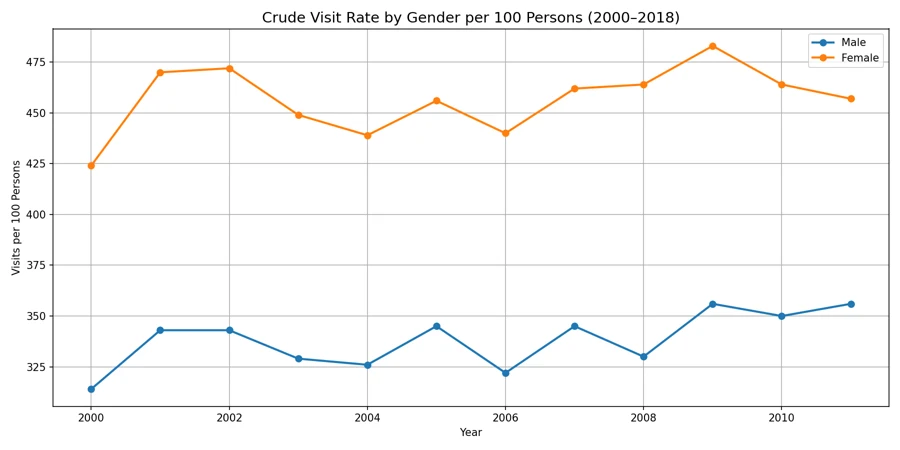 Crude Visit Rate by Gender per 100 Persons (2000–2018)
Male
Female
Visits per 100 Persons
475
450
425
400
375
350
325
2000
2002
2004
2006
2008
2010
Year